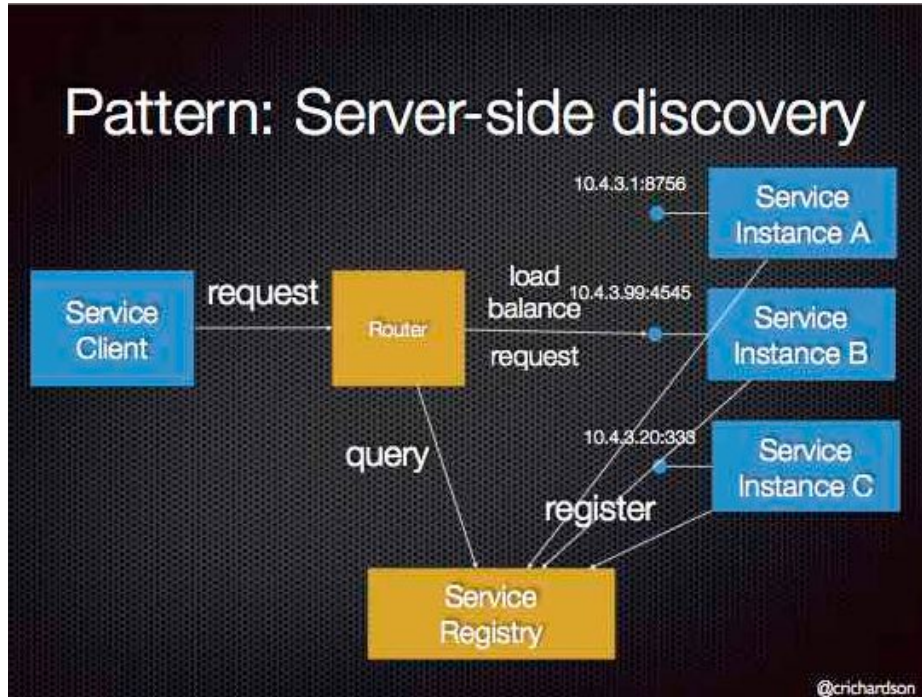 Pattern: Server-side discovery
10.4.3.1:8756
Service
Instance A
Service
Client
request
Router
load
balance
request
10.4.3.99:4545
Service
Instance B
query
10.4.3.20:333
Service
Instance C
register
Service
Registry
@crichardson